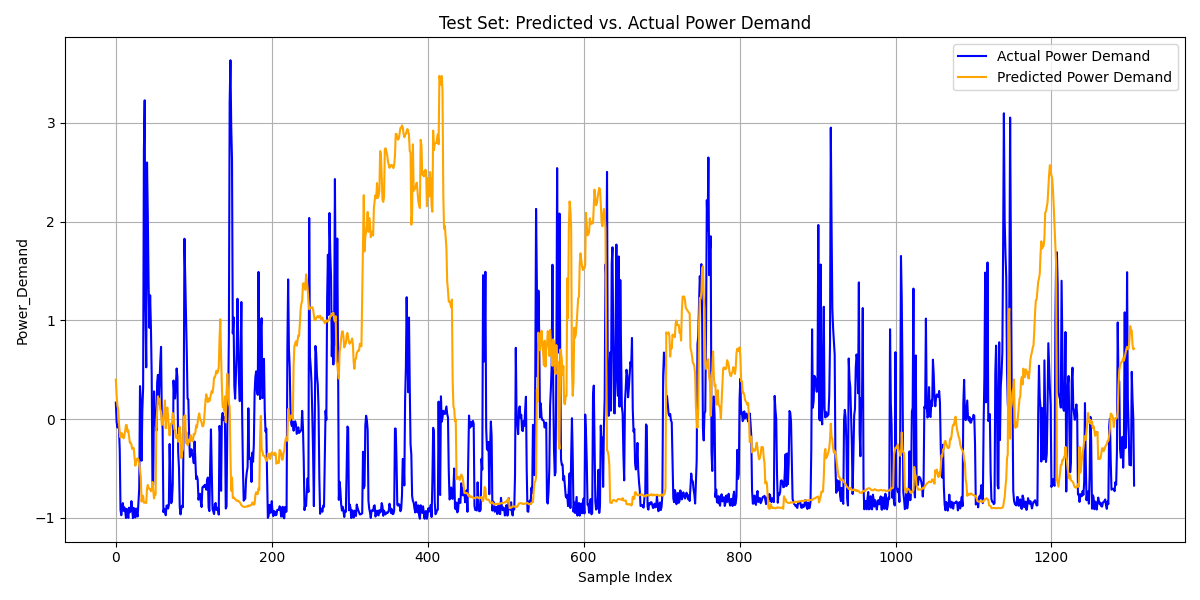 Test Set: Predicted vs. Actual Power Demand
Actual Power Demand
Predicted Power Demand
Power_Demand
3
2
1
0
−1
0
200
400
600
800
1000
1200
Sample Index